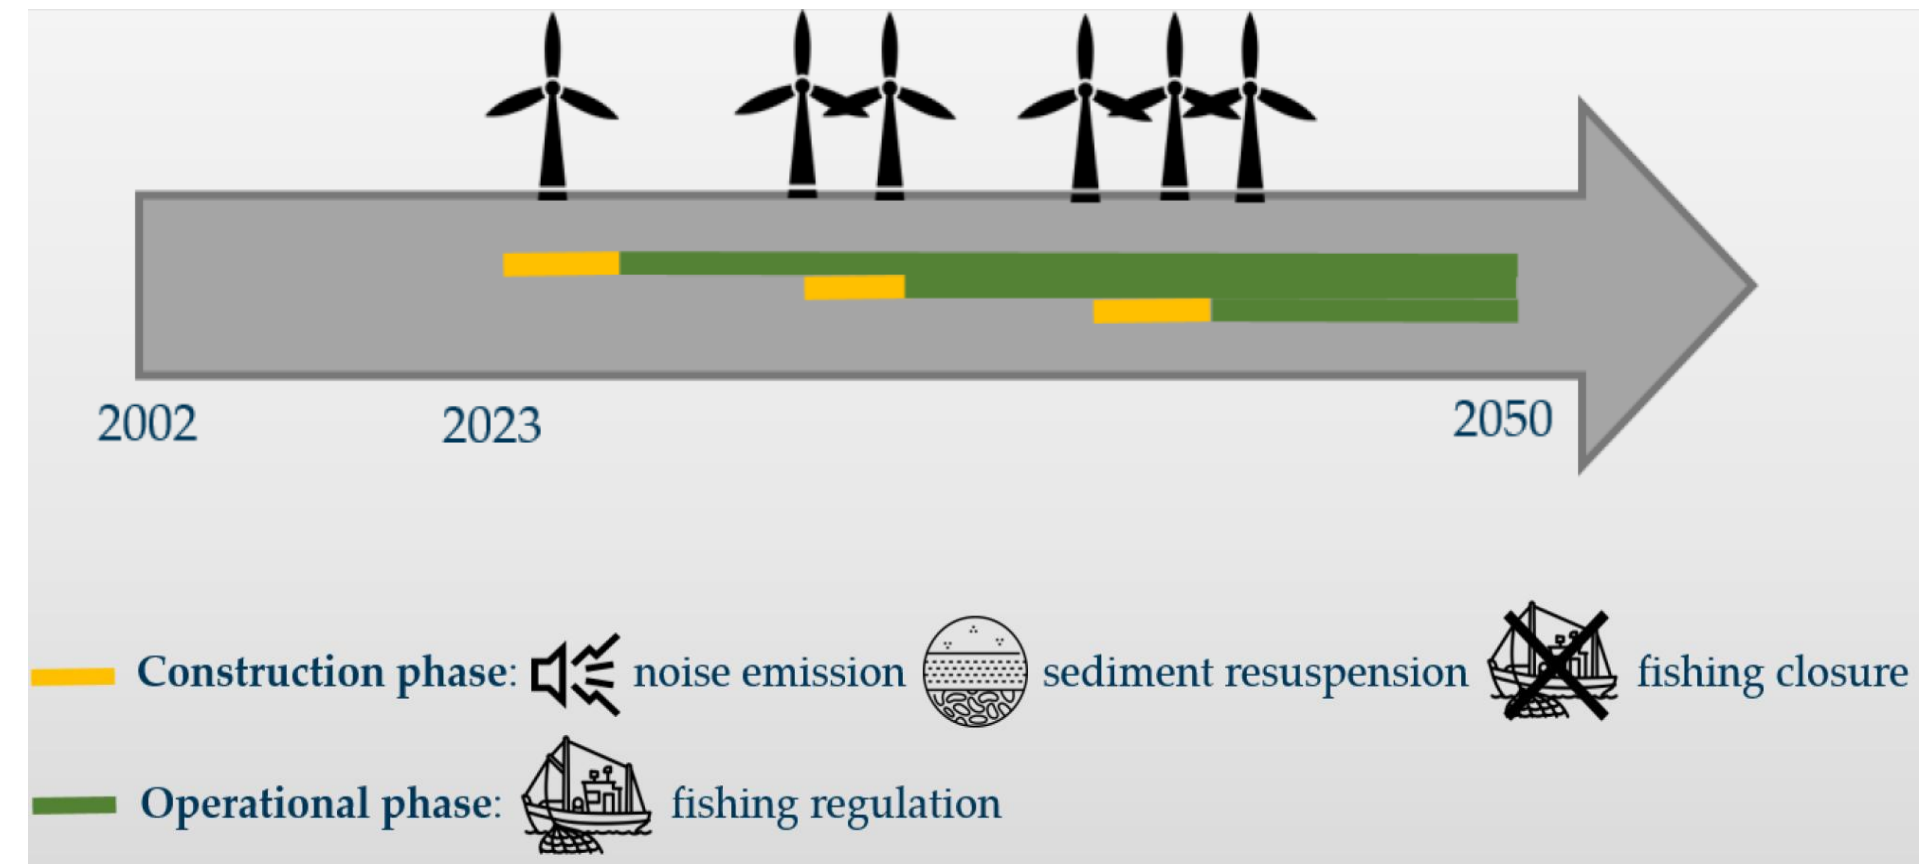 2002 2023 2050
Construction phase: noise emission sediment resuspension fishing closure
Operational phase: fishing regulation